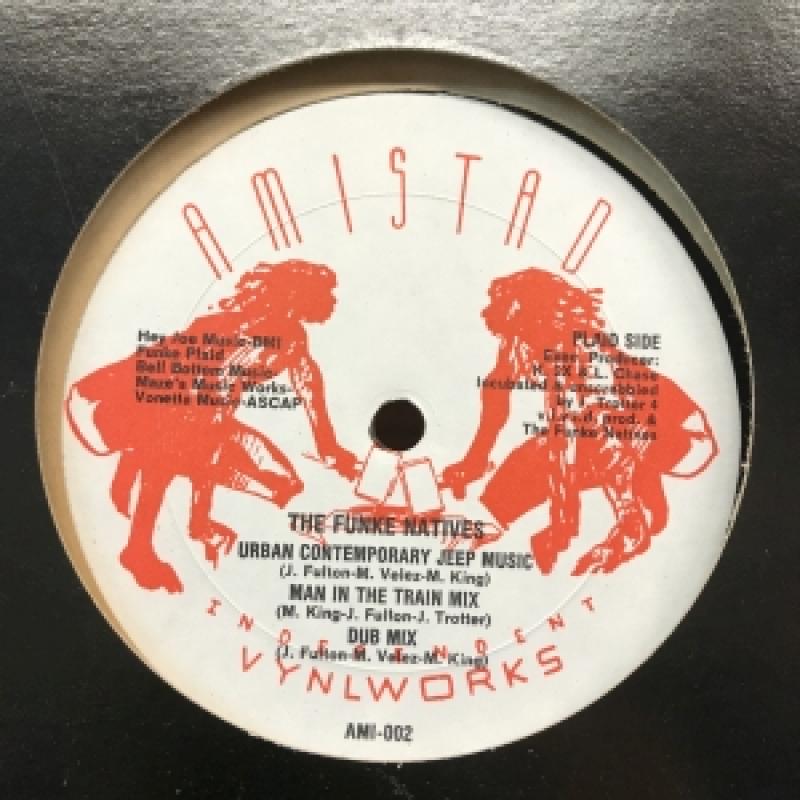 AMISTAD
Hey Joe Music-BMI
Funke Plaid
Bell Bottom Music-
Maze's Music Works-
Vonette Music-ASCAP
PLAID SIDE
Exec. Producer:
K. 2X & L. Chase
Incubated & unscrabbled
by J. Trotter 4
v.I.r.u.d. prod. &
The Funke Natives
THE FUNKE NATIVES
URBAN CONTEMPORARY JEEP MUSIC
(J. Fulton-M. Velez-M. King)
MAN IN THE TRAIN MIX
(M. King-J. Fulton-J. Trotter)
DUB MIX
(J. Fulton-M. Velez-M. King)
INDEPENDENT
VYNLWORKS
AMI-002